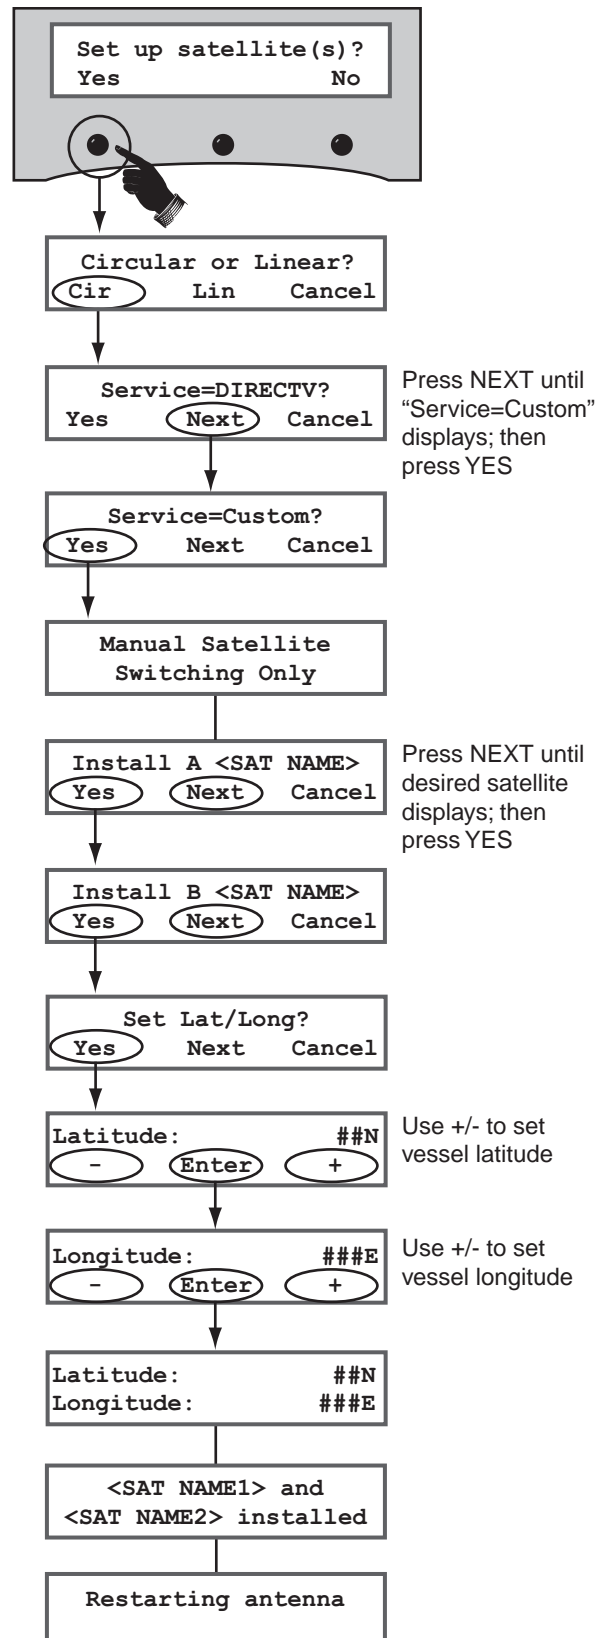 Set up satellite(s)?
Yes No
Circular or Linear?
Cir Lin Cancel
Service=DIRECTV?
Yes Next Cancel
Press NEXT until
“Service=Custom”
displays; then
press YES
Service=Custom?
Yes Next Cancel
Manual Satellite
Switching Only
Install A <SAT NAME>
Yes Next Cancel
Press NEXT until
desired satellite
displays; then
press YES
Install B <SAT NAME>
Yes Next Cancel
Set Lat/Long?
Yes Next Cancel
Latitude: ##N
- Enter +
Use +/- to set
vessel latitude
Longitude: ###E
- Enter +
Use +/- to set
vessel longitude
Latitude: ##N
Longitude: ###E
<SAT NAME1> and
<SAT NAME2> installed
Restarting antenna